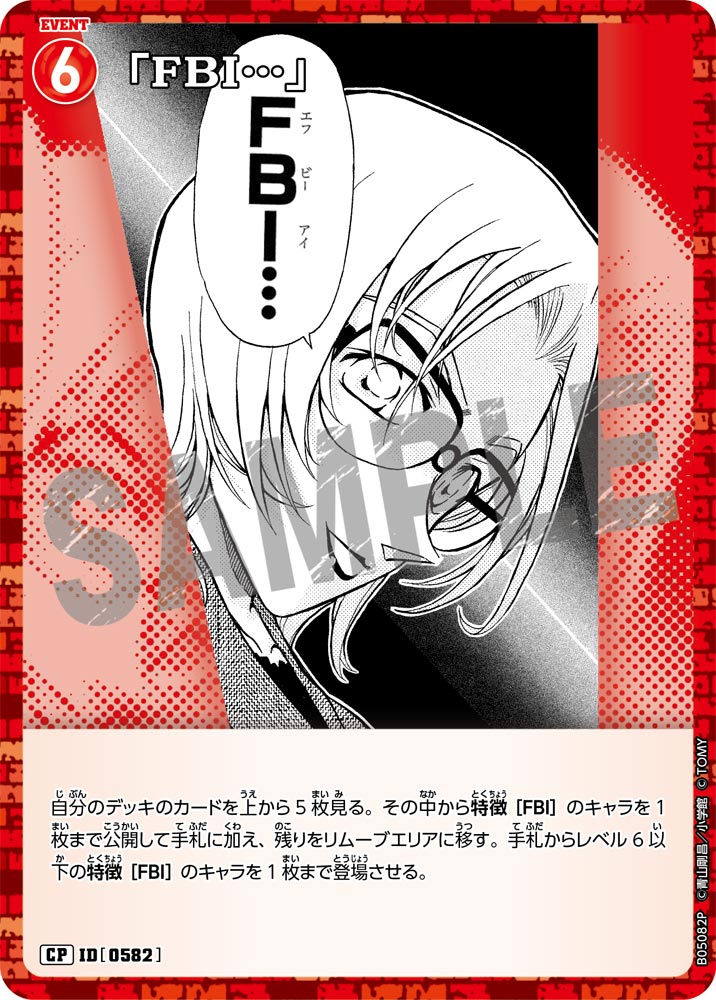 EVENT
6
「FBI…」
FBI…
エフ ビー アイ
SAMPLE
自分のデッキのカードを上から5枚見る。その中から特徴［FBI］のキャラを1
枚まで公開して手札に加え、残りをリムーブエリアに移す。手札からレベル6以
下の特徴［FBI］のキャラを1枚まで登場させる。
CP ID[0582]
B05082P ©青山剛昌／小学館 ©TOMY